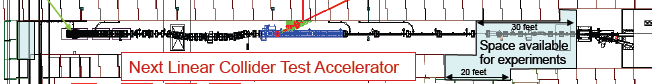 30 feet
Space available
for experiments
Next Linear Collider Test Accelerator
20 feet